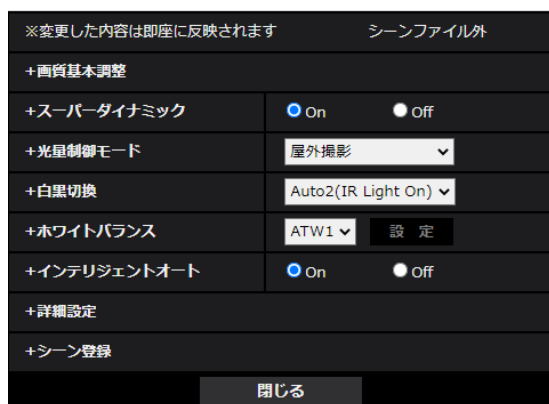 ※変更した内容は即座に反映されます シーンファイル外
+画質基本調整
+スーパーダイナミック On Off
+光量制御モード 屋外撮影
+白黒切換 Auto2(IR Light On)
+ホワイトバランス ATW1 設 定
+インテリジェントオート On Off
+詳細設定
+シーン登録
閉じる